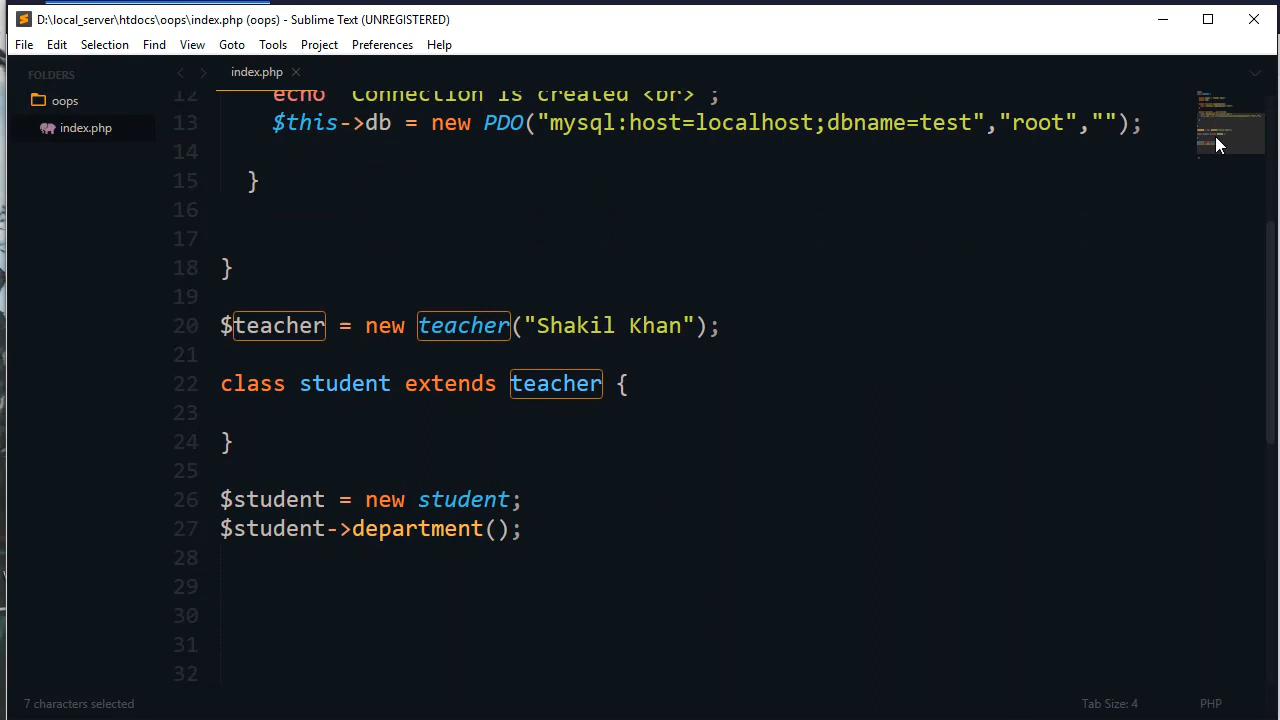 D:\local_server\htdocs\oops\index.php (oops) - Sublime Text (UNREGISTERED)
File Edit Selection Find View Goto Tools Project Preferences Help
FOLDERS
oops
index.php
index.php
12 echo "Connection is created <br>";
13 $this->db = new PDO("mysql:host=localhost;dbname=test","root","");
14
15 }
16
17
18 }
19
20 $teacher = new teacher("Shakil Khan");
21
22 class student extends teacher {
23
24 }
25
26 $student = new student;
27 $student->department();
28
29
30
31
32
7 characters selected
Tab Size: 4
PHP